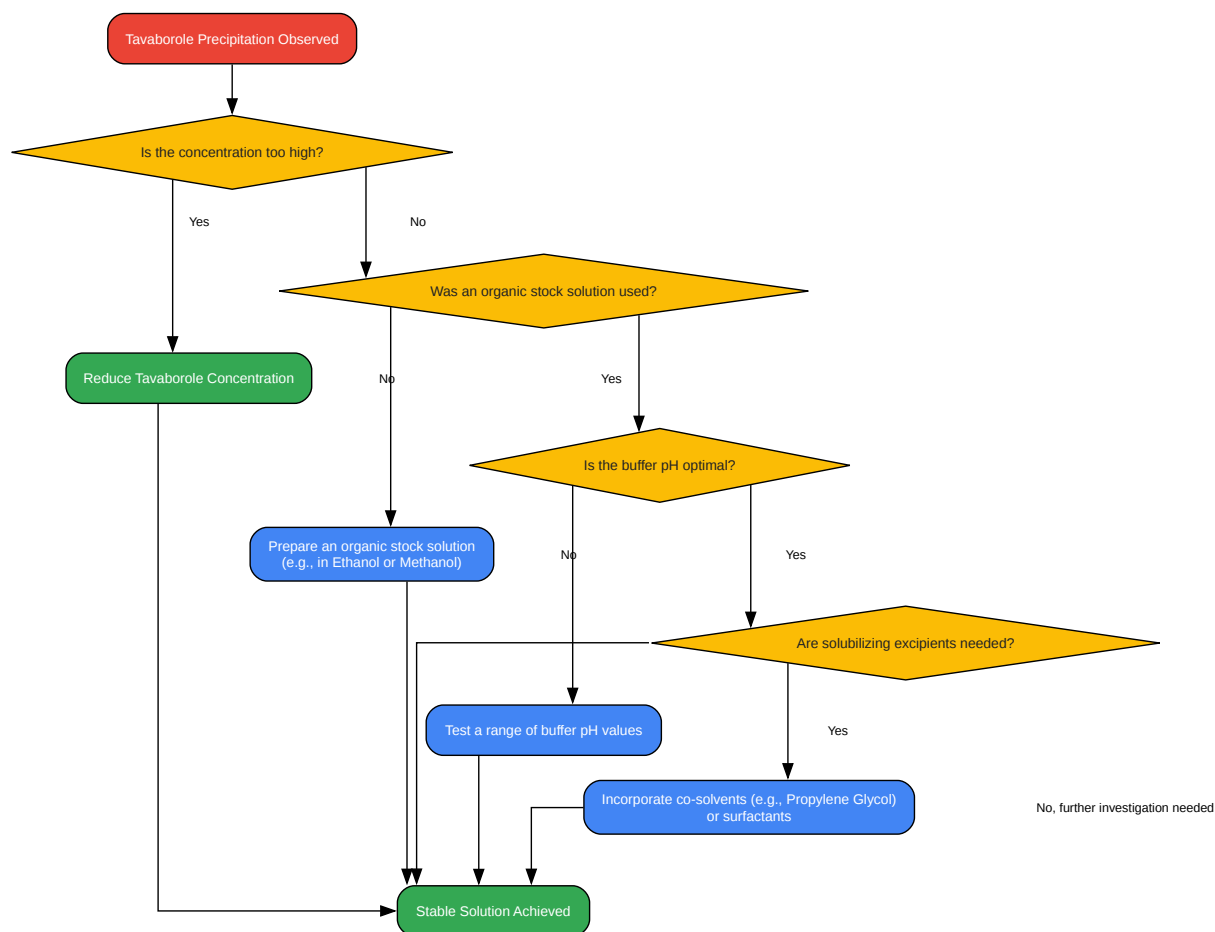 Tavaborole Precipitation Observed
Is the concentration too high?
Yes
No
Was an organic stock solution used?
Reduce Tavaborole Concentration
No
Yes
Is the buffer pH optimal?
Prepare an organic stock solution
(e.g., in Ethanol or Methanol)
No
Yes
Are solubilizing excipients needed?
Test a range of buffer pH values
Yes
Incorporate co-solvents (e.g., Propylene Glycol)
or surfactants
No, further investigation needed
Stable Solution Achieved